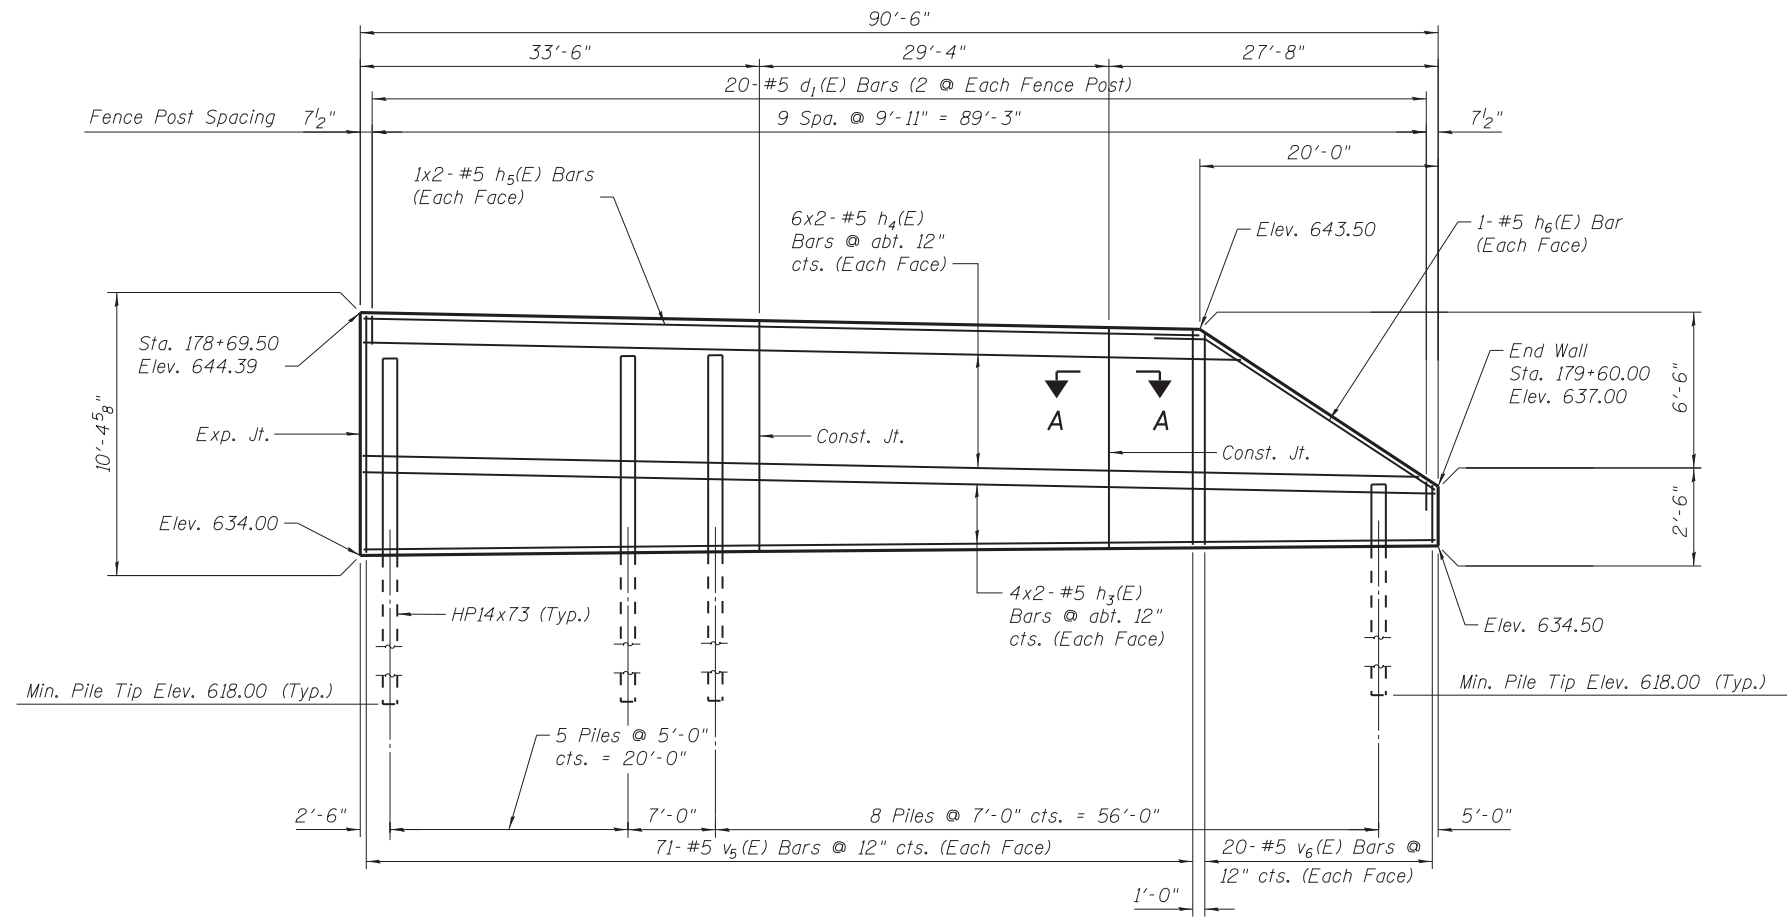 90'-6"
33'-6"
29'-4"
27'-8"
20-#5 d1(E) Bars (2 @ Each Fence Post)
Fence Post Spacing
7½"
9 Spa. @ 9'-11" = 89'-3"
7½"
20'-0"
1x2-#5 h5(E) Bars
(Each Face)
6x2-#5 h4(E)
Bars @ abt. 12"
cts. (Each Face)
Elev. 643.50
1-#5 h6(E) Bar
(Each Face)
Sta. 178+69.50
Elev. 644.39
End Wall
Sta. 179+60.00
Elev. 637.00
10'-4⅝"
6'-6"
A
A
Exp. Jt.
Const. Jt.
Const. Jt.
Elev. 634.00
2'-6"
HP14x73 (Typ.)
4x2-#5 h3(E)
Bars @ abt. 12"
cts. (Each Face)
Elev. 634.50
Min. Pile Tip Elev. 618.00 (Typ.)
Min. Pile Tip Elev. 618.00 (Typ.)
5 Piles @ 5'-0"
cts. = 20'-0"
2'-6"
7'-0"
8 Piles @ 7'-0" cts. = 56'-0"
5'-0"
71-#5 v5(E) Bars @ 12" cts. (Each Face)
20-#5 v6(E) Bars @
12" cts. (Each Face)
1'-0"